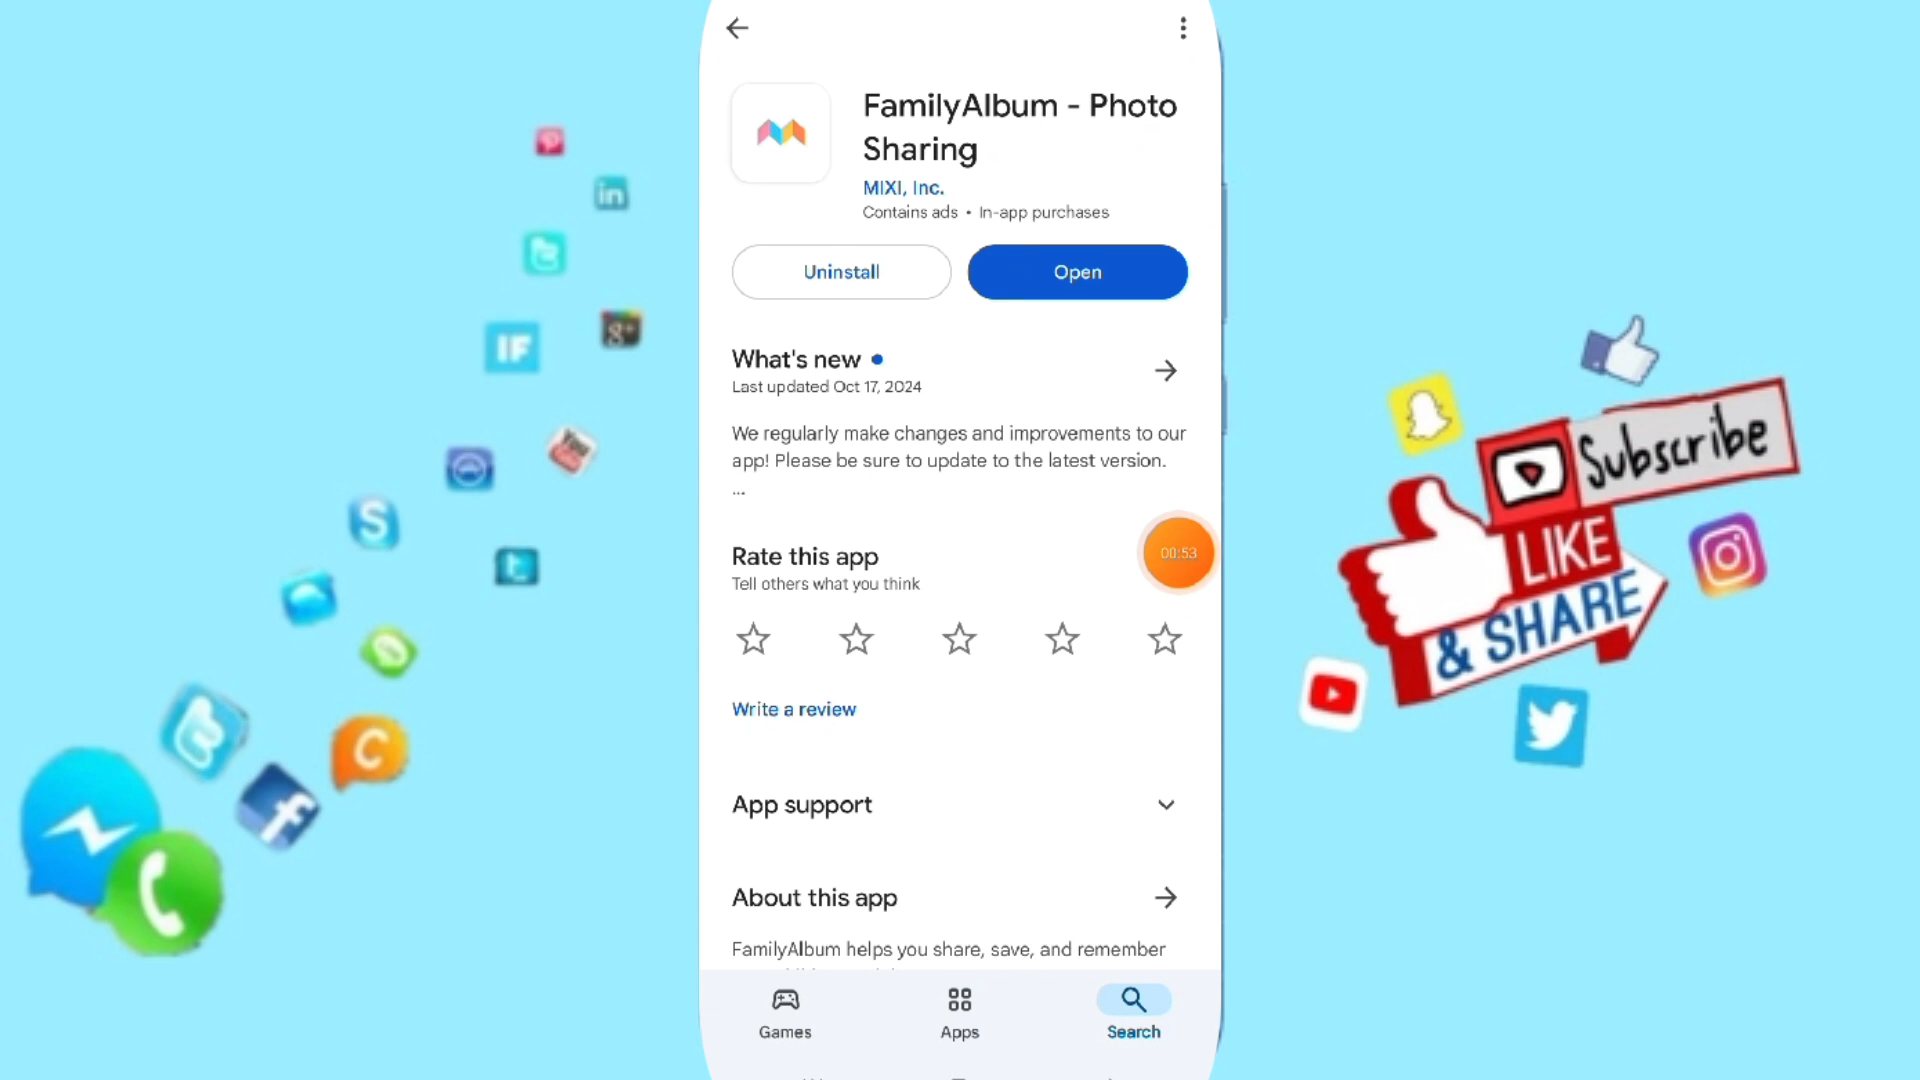 FamilyAlbum - Photo
Sharing
MIXI, Inc.
Contains ads • In-app purchases
Uninstall
Open
What's new
Last updated Oct 17, 2024
We regularly make changes and improvements to our
app! Please be sure to update to the latest version.
...
Rate this app
Tell others what you think
00:53
Write a review
App support
About this app
FamilyAlbum helps you share, save, and remember
Games
Apps
Search
in
IF
g+
You
S
C
f
Subscribe
LIKE
& SHARE